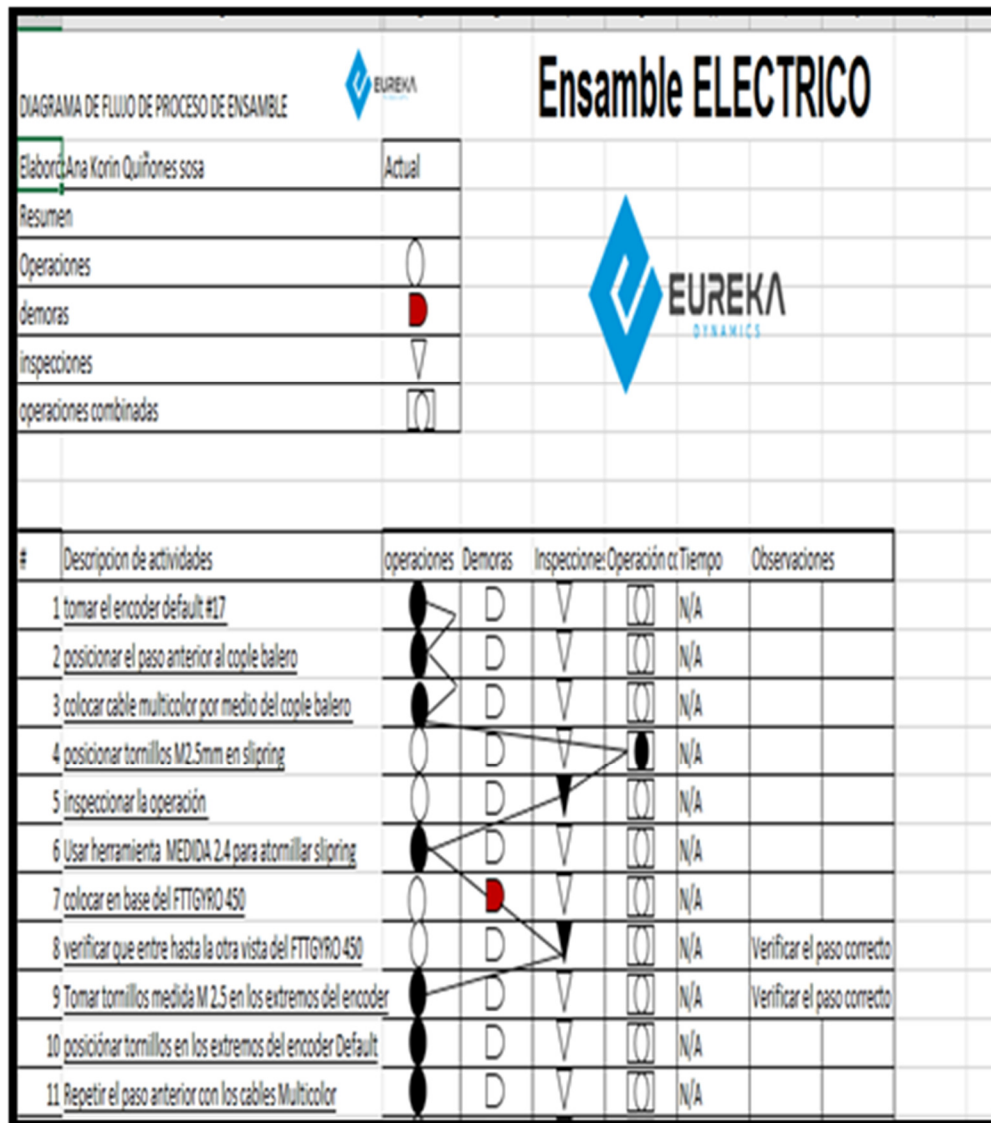 EUREKA
DIAGRAMA DE FLUJO DE PROCESO DE ENSAMBLE
Ensamble ELECTRICO
Elaboró Ana Korin Quiñones sosa Actual
Resumen
Operaciones
demoras
inspecciones
operaciones combinadas
EUREKA
DYNAMICS
# Descripcion de actividades operaciones Demoras Inspecciones Operación cc Tiempo Observaciones
1 tomar el encoder default #17 N/A
2 posicionar el paso anterior al cople balero N/A
3 colocar cable multicolor por medio del cople balero N/A
4 posicionar tornillos M2.5mm en slipring N/A
5 inspeccionar la operación N/A
6 Usar herramienta MEDIDA 2.4 para atornillar slipring N/A
7 colocar en base del FTTGYRO 450 N/A
8 verificar que entre hasta la otra vista del FTTGYRO 450 N/A Verificar el paso correcto
9 Tomar tornillos medida M 2.5 en los extremos del encoder N/A Verificar el paso correcto
10 posiciónar tornillos en los extremos del encoder Default N/A
11 Repetir el paso anterior con los cables Multicolor N/A